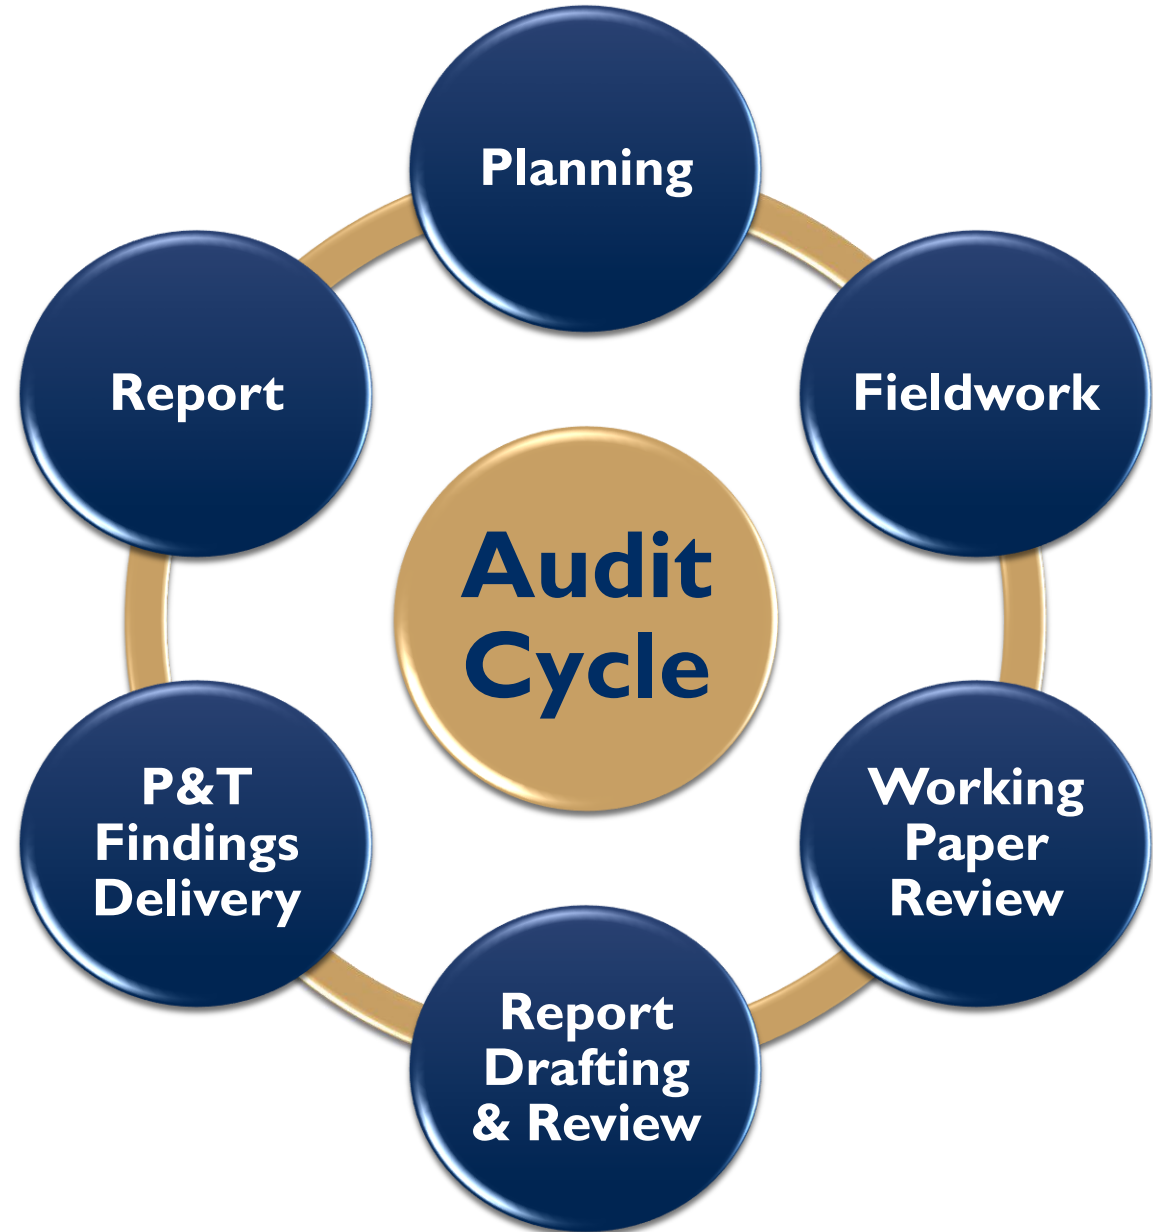 Planning
Fieldwork
Working
Paper
Review
Report
Drafting
& Review
P&T
Findings
Delivery
Report
Audit
Cycle